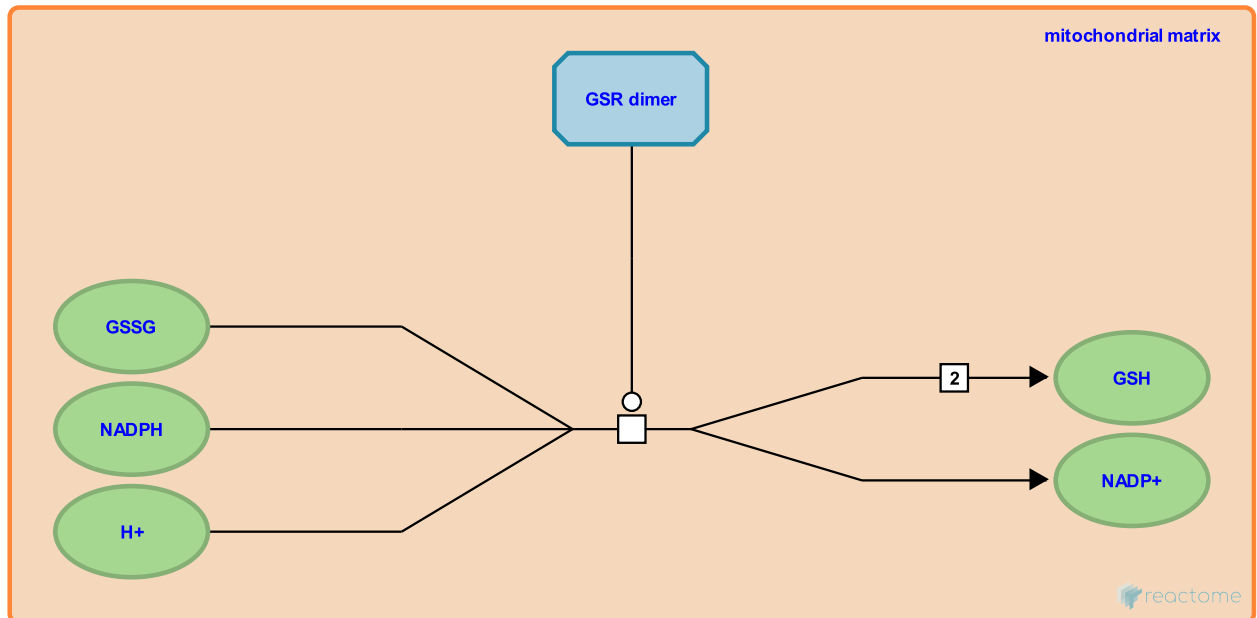 mitochondrial matrix
GSR dimer
GSSG
NADPH
H+
2
GSH
NADP+
reactome